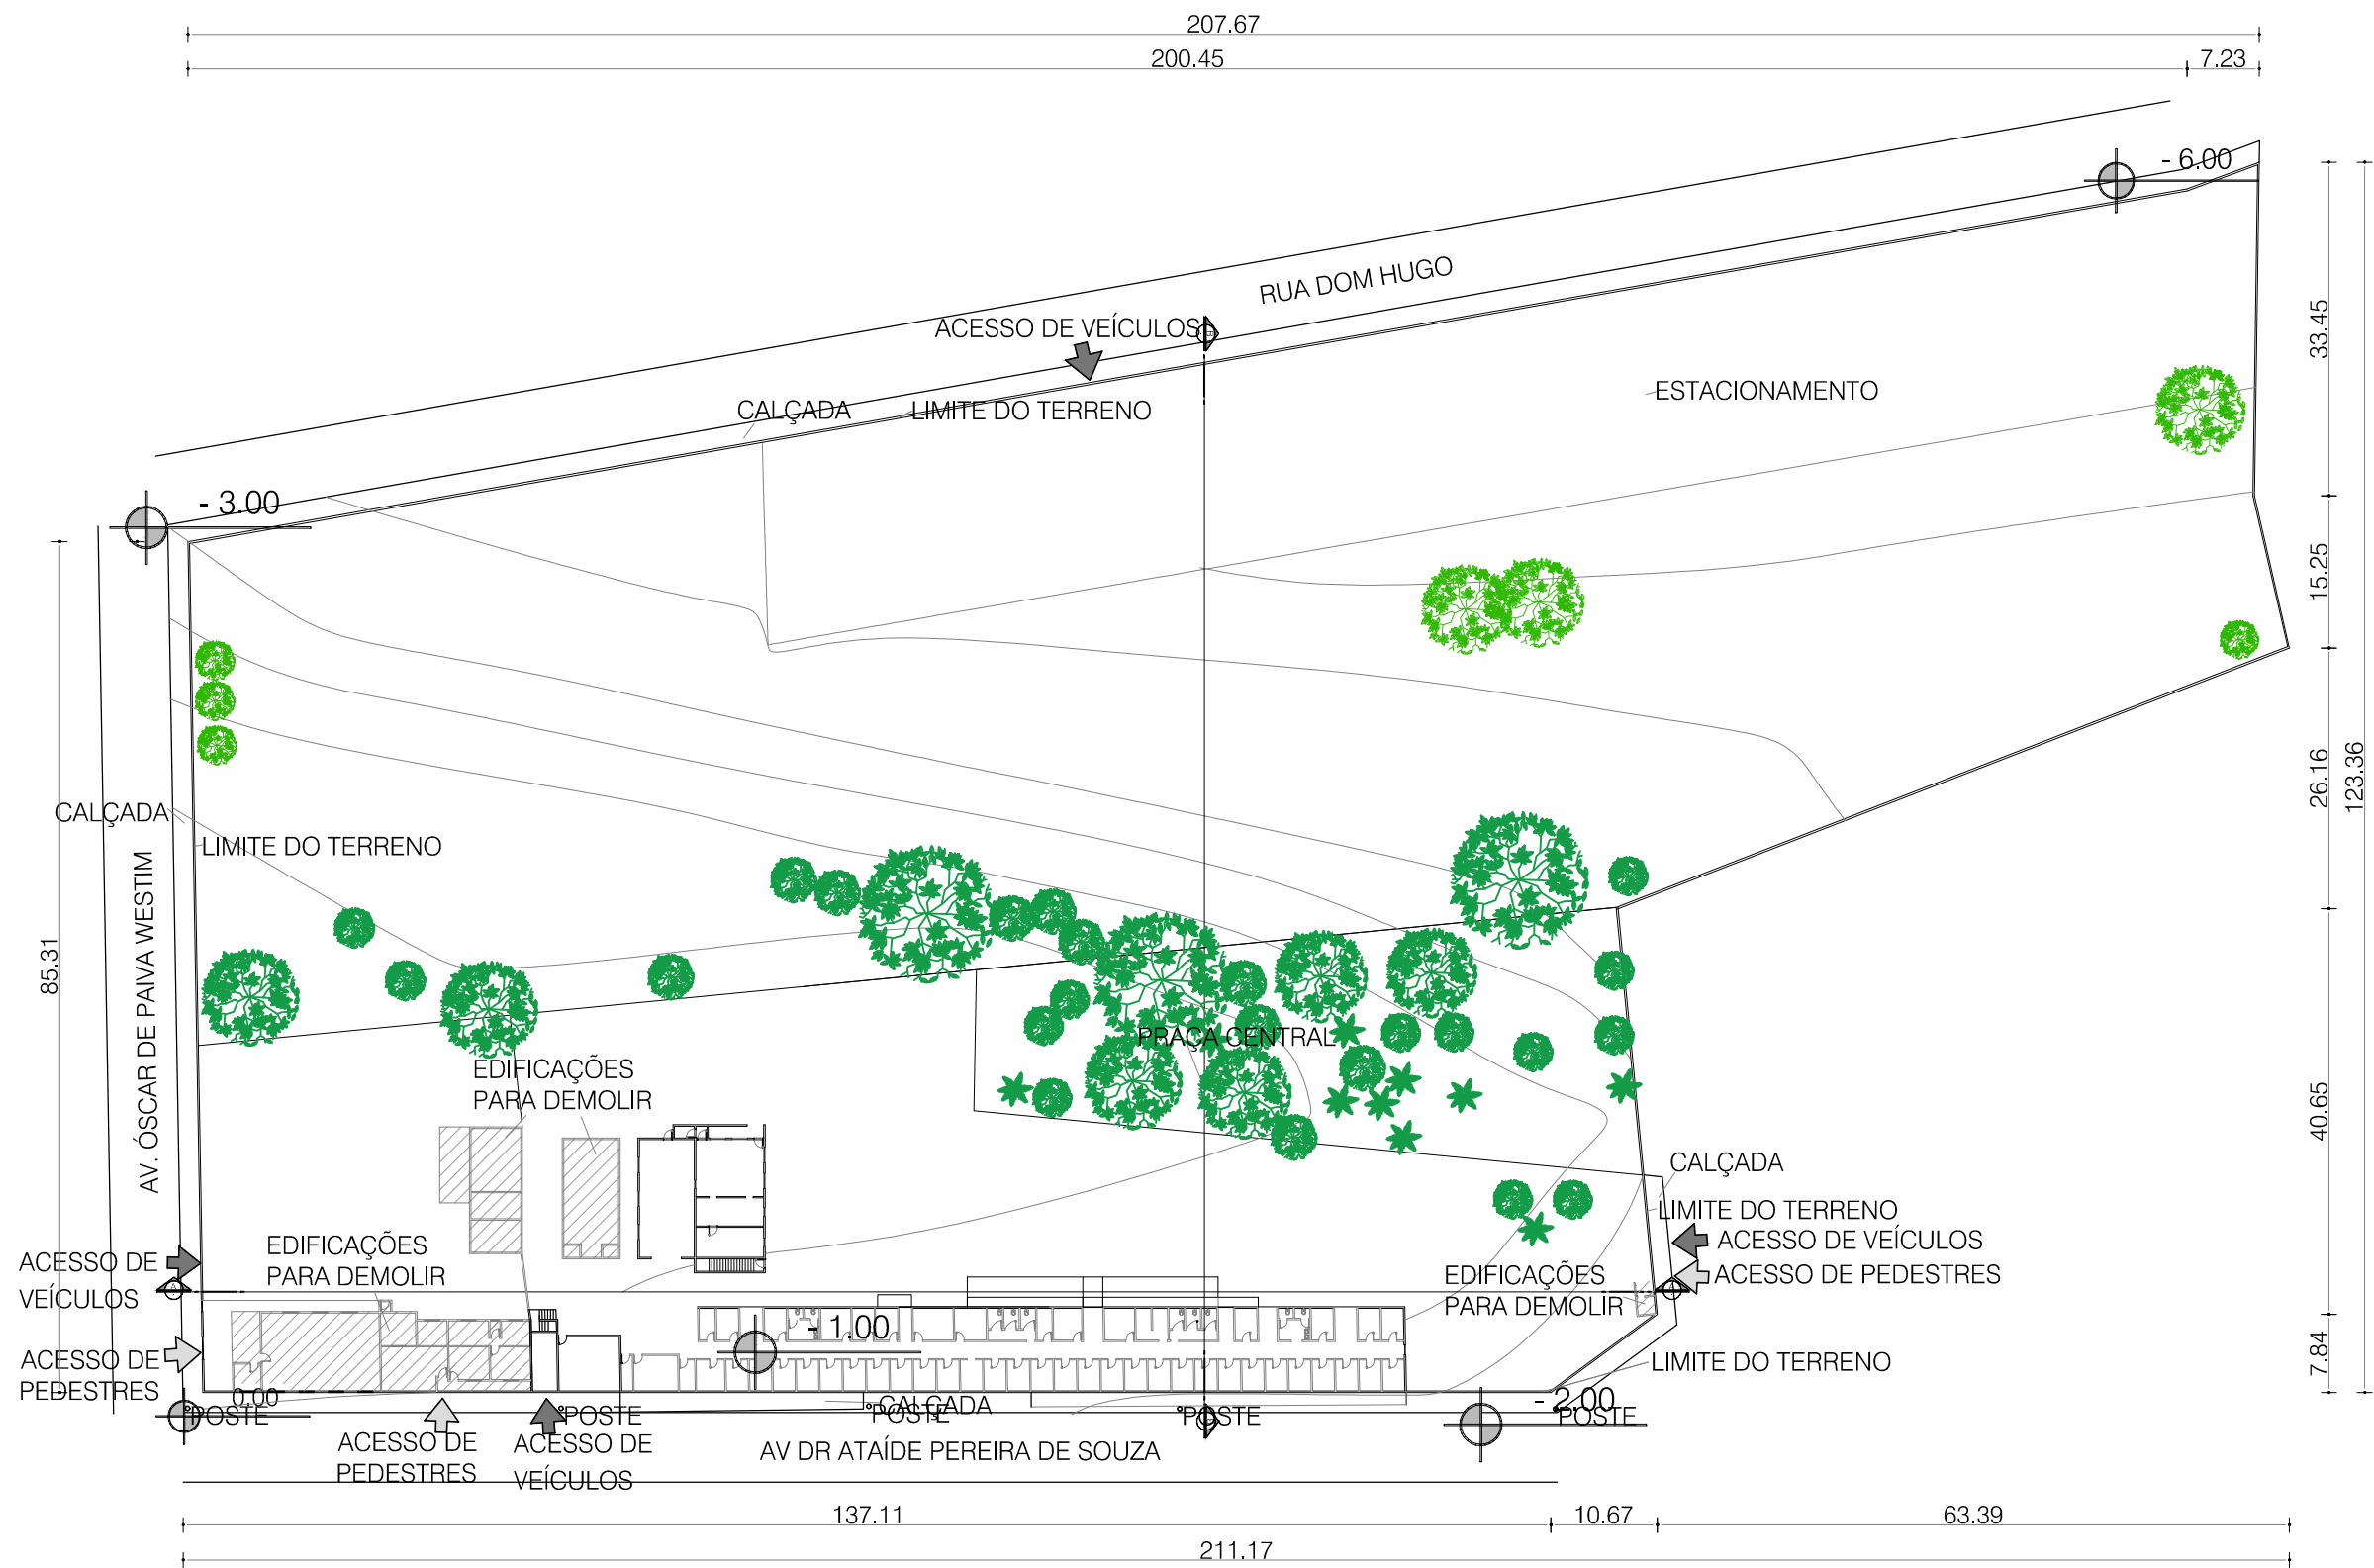 207.67
200.45
7.23
- 6.00
RUA DOM HUGO
ACESSO DE VEÍCULOS
33.45
ESTACIONAMENTO
CALÇADA
LIMITE DO TERRENO
- 3.00
15.25
26.16
123.36
CALÇADA
LIMITE DO TERRENO
AV. ÓSCAR DE PAIVA WESTIM
85.31
PRAÇA CENTRAL
EDIFICAÇÕES
PARA DEMOLIR
40.65
CALÇADA
LIMITE DO TERRENO
ACESSO DE VEÍCULOS
ACESSO DE PEDESTRES
EDIFICAÇÕES
PARA DEMOLIR
EDIFICAÇÕES
PARA DEMOLIR
ACESSO DE
VEÍCULOS
- 1.00
ACESSO DE
PEDESTRES
LIMITE DO TERRENO
7.84
0.00
POSTE
POSTE
POSTE
CALÇADA
POSTE
- 2.00
POSTE
ACESSO DE
PEDESTRES
ACESSO DE
VEÍCULOS
AV DR ATAÍDE PEREIRA DE SOUZA
137.11
10.67
63.39
211.17